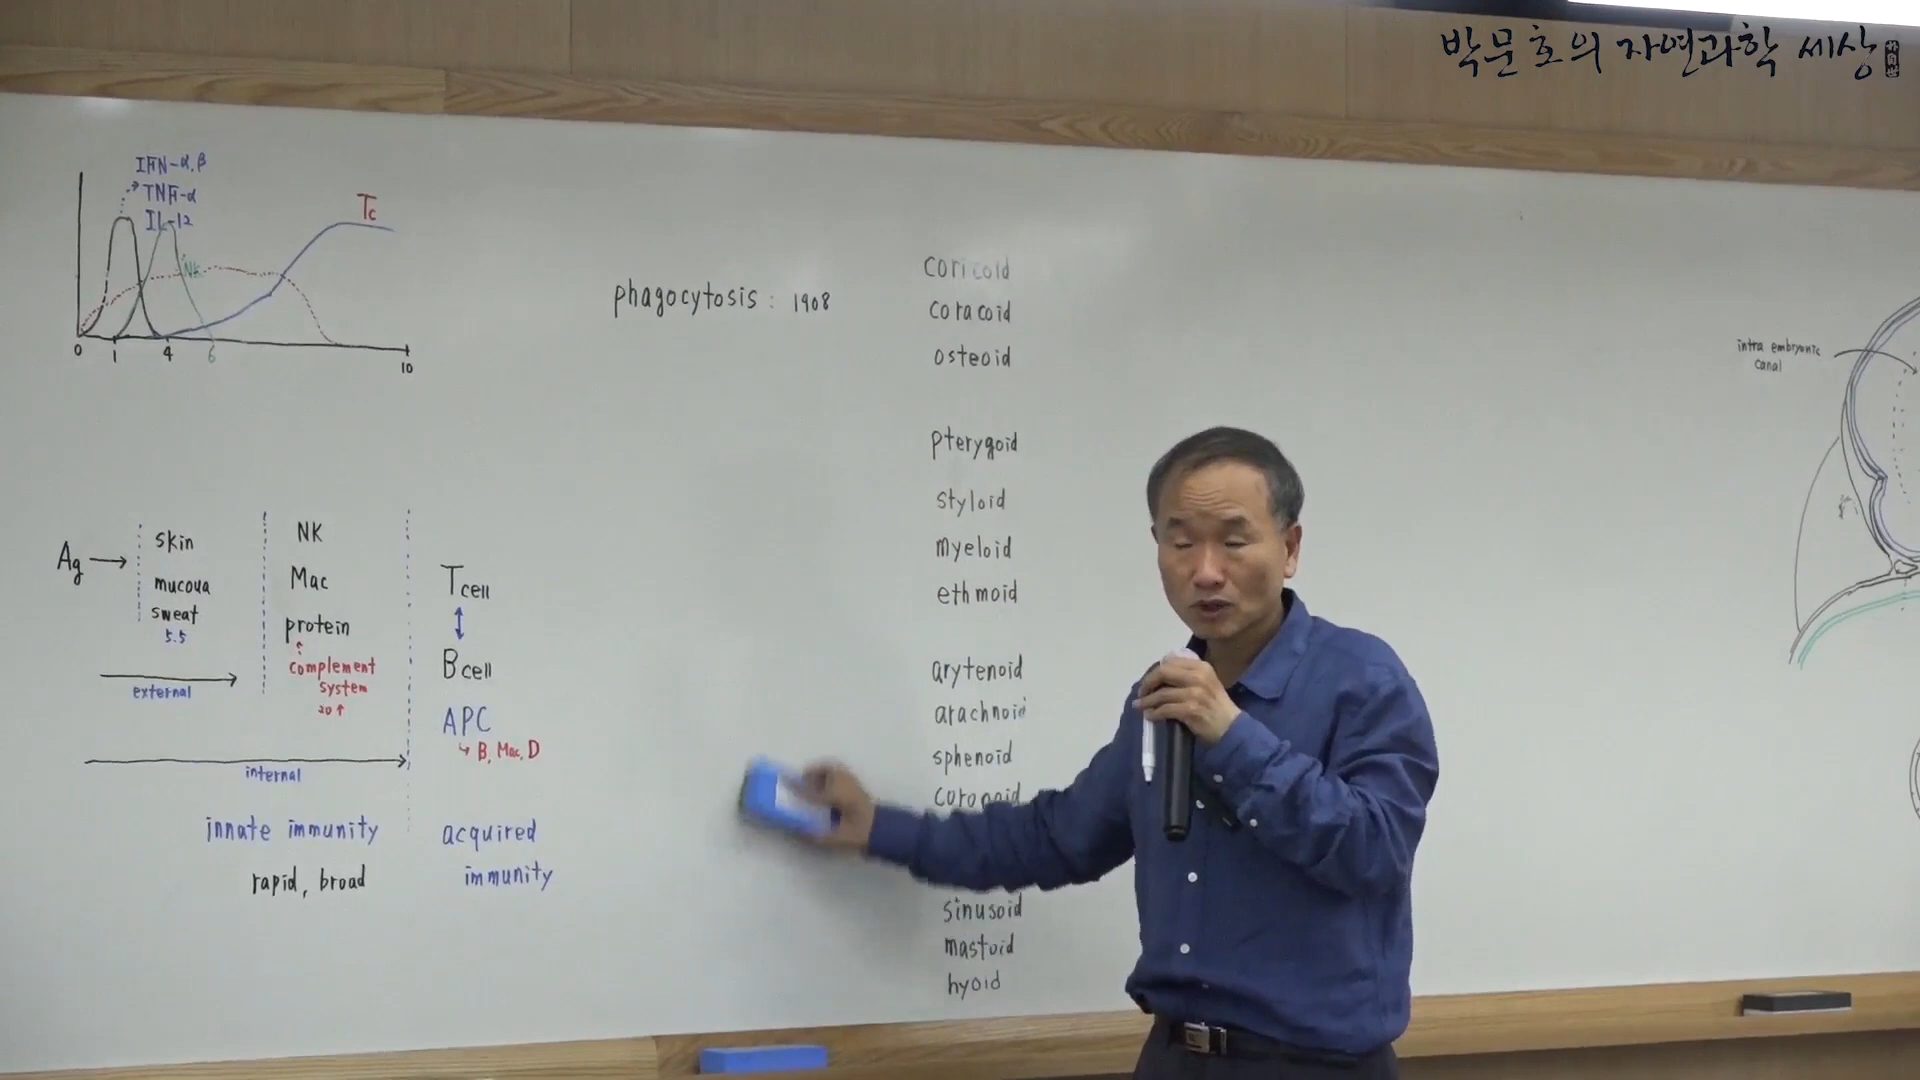 박문호의 자연과학 세상
IFN-α,β
TNF-α
IL-12
Tc
NK
0
1
4
6
10
phagocytosis : 1908
coricoid
coracoid
osteoid
pterygoid
styloid
myeloid
ethmoid
arytenoid
arachnoid
sphenoid
coronoid
sinusoid
mastoid
hyoid
intra embryonic
canal
Ag
skin
mucoua
sweat
5.5
external
NK
Mac
protein
complement
system
20↑
internal
Tcell
Bcell
APC
B, Mac, D
innate immunity
rapid, broad
acquired
immunity